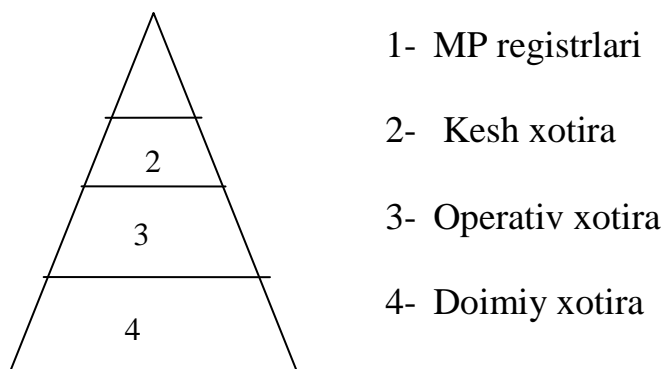 1- MP registrlari
2- Kesh xotira
2
3- Operativ xotira
3
4- Doimiy xotira
4